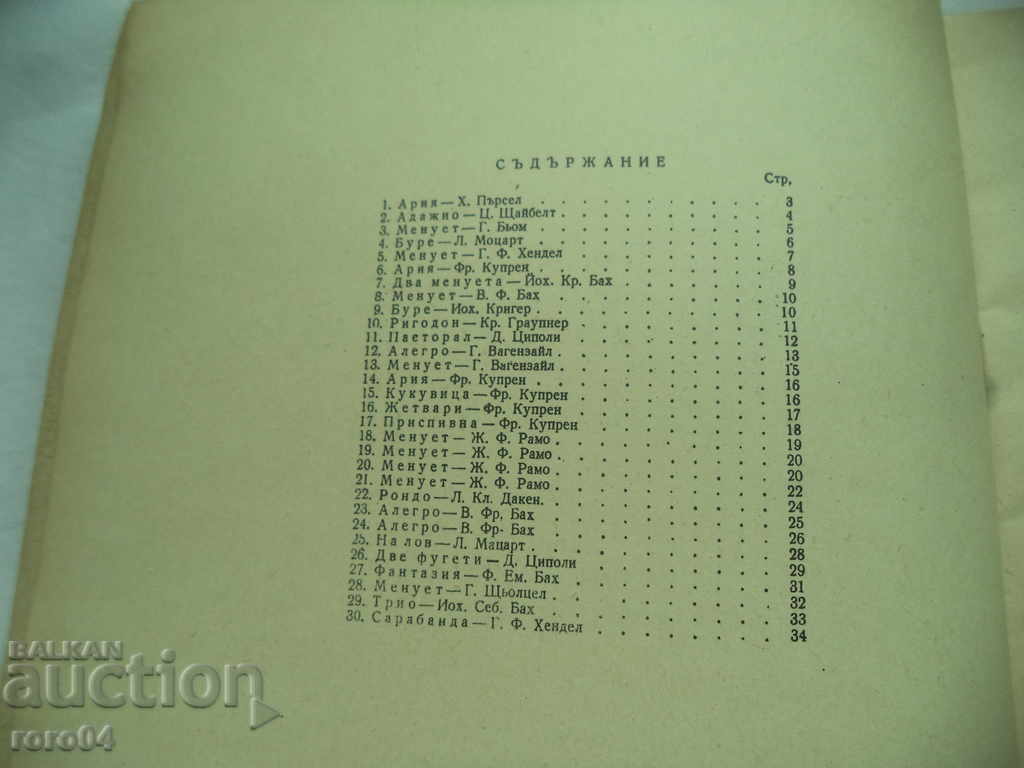 СЪДЪРЖАНИЕ
Стр,
1. Ария—Х. Пърсел . . . . . . . . . . . 3
2. Адажио—Ц. Щайбелт . . . . . . . . . . 4
3. Менует—Г. Бьом . . . . . . . . . . . 5
4. Буре—Л. Моцарт . . . . . . . . . . . 6
5. Менует—Г. Ф. Хендел . . . . . . . . . 7
6. Ария—Фр. Купрен . . . . . . . . . . 8
7. Два менуета—Йох. Кр. Бах . . . . . . . 9
8. Менует—В. Ф. Бах . . . . . . . . . . 10
9. Буре—Иох. Кригер . . . . . . . . . . 10
10. Ригодон—Кр. Граупнер . . . . . . . . 11
11. Пасторал—Д. Циполи . . . . . . . . . 12
12. Алегро—Г. Вагензайл . . . . . . . . . 13
13. Менует—Г. Вагензайл . . . . . . . . . 15
14. Ария—Фр. Купрен . . . . . . . . . . 16
15. Кукувица—Фр. Купрен . . . . . . . . . 16
16. Жетвари—Фр. Купрен . . . . . . . . . 17
17. Приспивна—Фр. Купрен . . . . . . . . 18
18. Менует—Ж. Ф. Рамо . . . . . . . . . 19
19. Менует—Ж. Ф. Рамо . . . . . . . . . 20
20. Менует—Ж. Ф. Рамо . . . . . . . . . 20
21. Менует—Ж. Ф. Рамо . . . . . . . . . 22
22. Рондо—Л. Кл. Дакен. . . . . . . . . . 24
23. Алегро—В. Фр, Бах . . . . . . . . . 25
24. Алегро—В. Фр- Бах . . . . . . . . . 26
25. На лов—Л. Мацарт . . . . . . . . . . 28
26. Две фугети—Д. Циполи . . . . . . . . 29
27. Фантазия—Ф. Ем. Бах . . . . . . . . . 31
28. Менует—Г. Щьолцел . . . . . . . . . 32
29. Трио—Иох. Себ. Бах . . . . . . . . . 33
30. Сарабанда—Г. Ф. Хендел . . . . . . . . 34
BALKAN
auction
roro04